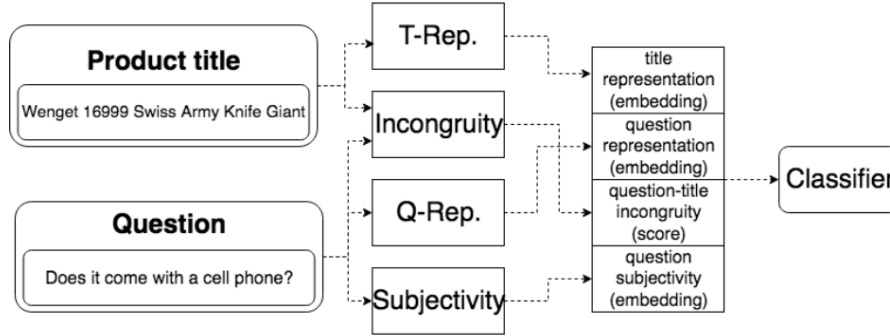 Product title
Wenget 16999 Swiss Army Knife Giant
Question
Does it come with a cell phone?
T-Rep.
Incongruity
Q-Rep.
Subjectivity
title
representation
(embedding)
question
representation
(embedding)
question-title
incongruity
(score)
question
subjectivity
(embedding)
Classifier